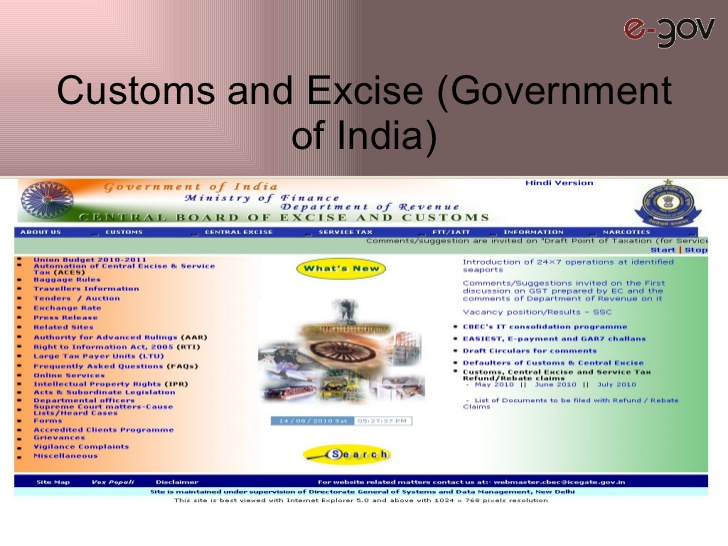 e-gov
Customs and Excise (Government
of India)
Government of India
Hindi Version
Ministry of Finance
Department of Revenue
CENTRAL BOARD OF EXCISE AND CUSTOMS
ABOUT US CUSTOMS CENTRAL EXCISE SERVICE TAX FTT/IATT INFORMATION NARCOTICS
Comments/suggestion are invited on "Draft Point of Taxation (for Service
Start | Stop
Union Budget 2010-2011
Automation of Central Excise & Service
Tax (ACES)
Baggage Rules
Travellers Information
Tenders / Auction
Exchange Rate
Press Release
Related Sites
Authority for Advanced Rulings (AAR)
Right to Information Act, 2005 (RTI)
Large Tax Payer Units (LTU)
Frequently Asked Questions (FAQs)
Online Services
Intellectual Property Rights (IPR)
Acts & Subordinate Legislation
Departmental officers
Supreme Court matters-Cause
Lists/Heard Cases
Forms
Accredited Clients Programme
Grievances
Vigilance Complaints
Miscellaneous
What's New
14/08/2010 Sat 05:27:37 PM
Search
Introduction of 24×7 operations at identified
seaports
Comments/Suggestions invited on the First
discussion on GST prepared by EC and the
comments of Department of Revenue on it
Vacancy position/Results - SSC
CBEC's IT consolidation programme
EASIEST, E-payment and GAR7 challans
Draft Circulars for comments
Defaulters of Customs & Central Excise
Customs, Central Excise and Service Tax
Refund/Rebate claims
- May 2010 || June 2010 || July 2010
- List of Documents to be filed with Refund / Rebate
Claims
Site Map Vox Populi Disclaimer For website related matters contact us at:- webmaster.cbec@icegate.gov.in
Site is maintained under supervision of Directorate General of Systems and Data Management, New Delhi
This site is best viewed with Internet Explorer 5.0 and above with 1024 × 768 pixels resolution